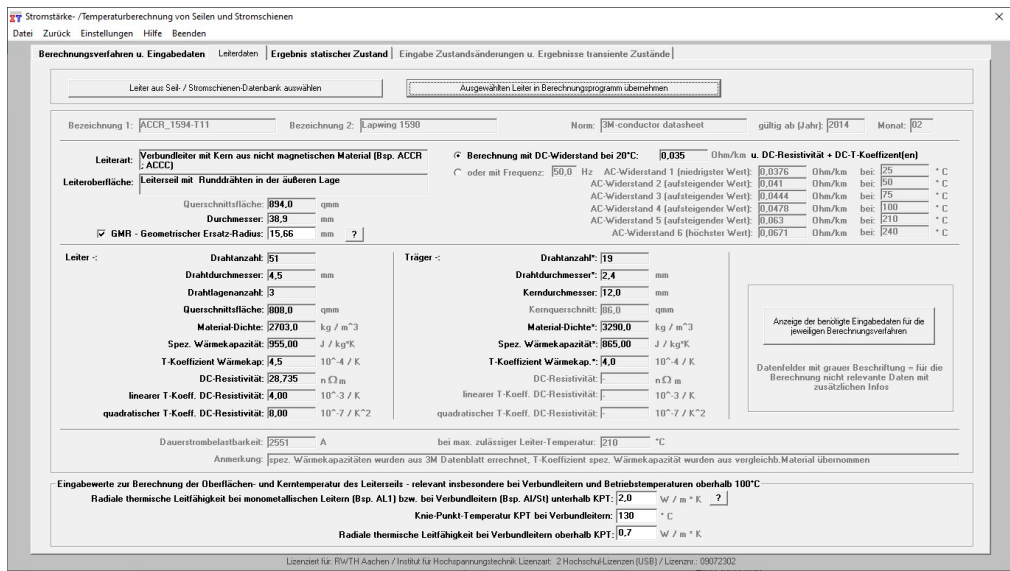 Stromstärke- /Temperaturberechnung von Seilen und Stromschienen
Datei Zurück Einstellungen Hilfe Beenden
Berechnungsverfahren u. Eingabedaten Leiterdaten Ergebnis statischer Zustand Eingabe Zustandsänderungen u. Ergebnisse transiente Zustände
Leiter aus Seil- / Stromschienen-Datenbank auswählen Ausgewählten Leiter in Berechnungsprogramm übernehmen
Bezeichnung 1: ACCR_1594-T11 Bezeichnung 2: Lapwing 1590 Norm: 3M-conductor datasheet gültig ab (Jahr): 2014 Monat: 02
Leiterart: Verbundleiter mit Kern aus nicht magnetischen Material (Bsp. ACCR
; ACCC)
Leiteroberfläche: Leiterseil mit Runddrähten in der äußeren Lage
Querschnittsfläche: 894,0 qmm
Durchmesser: 38,9 mm
GMR - Geometrischer Ersatz-Radius: 15,66 mm ?
Berechnung mit DC-Widerstand bei 20°C: 0,035 Ohm/km u. DC-Resistivität + DC-T-Koeffizent(en)
oder mit Frequenz: 50,0 Hz AC-Widerstand 1 (niedrigster Wert): 0,0376 Ohm/km bei: 25 ° C
AC-Widerstand 2 (aufsteigender Wert): 0,041 Ohm/km bei: 50 ° C
AC-Widerstand 3 (aufsteigender Wert): 0,0444 Ohm/km bei: 75 ° C
AC-Widerstand 4 (aufsteigender Wert): 0,0478 Ohm/km bei: 100 ° C
AC-Widerstand 5 (aufsteigender Wert): 0,063 Ohm/km bei: 210 ° C
AC-Widerstand 6 (höchster Wert): 0,0671 Ohm/km bei: 240 ° C
Leiter -:
Drahtanzahl: 51
Drahtdurchmesser: 4,5 mm
Drahtlagenanzahl: 3
Querschnittsfläche: 808,0 qmm
Material-Dichte: 2703,0 kg / m^3
Spez. Wärmekapazität: 955,00 J / kg*K
T-Koeffizient Wärmekap: 4,5 10^-4 / K
DC-Resistivität: 28,735 n Ω m
linearer T-Koeff. DC-Resistivität: 4,00 10^-3 / K
quadratischer T-Koeff. DC-Resistivität: 8,00 10^-7 / K^2
Träger -:
Drahtanzahl*: 19
Drahtdurchmesser*: 2,4 mm
Kerndurchmesser: 12,0 mm
Kernquerschnitt: 86,0 qmm
Material-Dichte*: 3290,0 kg / m^3
Spez. Wärmekapazität*: 865,00 J / kg*K
T-Koeffizient Wärmekap.*: 4,0 10^-4 / K
DC-Resistivität: - n Ω m
linearer T-Koeff. DC-Resistivität: - 10^-3 / K
quadratischer T-Koeff. DC-Resistivität: - 10^-7 / K^2
Anzeige der benötigte Eingabedaten für die
jeweiligen Berechnungsverfahren
Datenfelder mit grauer Beschriftung = für die
Berechnung nicht relevante Daten mit
zusätzlichen Infos
Dauerstrombelastbarkeit: 2551 A bei max. zulässiger Leiter-Temperatur: 210 °C
Anmerkung: spez. Wärmekapazitäten wurden aus 3M Datenblatt errechnet, T-Koeffizient spez. Wärmekapazität wurden aus vergleichb.Material übernommen
Eingabewerte zur Berechnung der Oberflächen- und Kerntemperatur des Leiterseils - relevant insbesondere bei Verbundleitern und Betriebstemperaturen oberhalb 100°C
Radiale thermische Leitfähigkeit bei monometallischen Leitern (Bsp. AL1) bzw. bei Verbundleitern (Bsp. Al/St) unterhalb KPT: 2,0 W / m * K ?
Knie-Punkt-Temperatur KPT bei Verbundleitern: 130 ° C
Radiale thermische Leitfähigkeit bei Verbundleitern oberhalb KPT: 0,7 W / m * K
Lizenziert für: RWTH Aachen / Institut für Hochspannungstechnik Lizenzart: 2 Hochschul-Lizenzen (USB) / Lizenznr.: 09072302